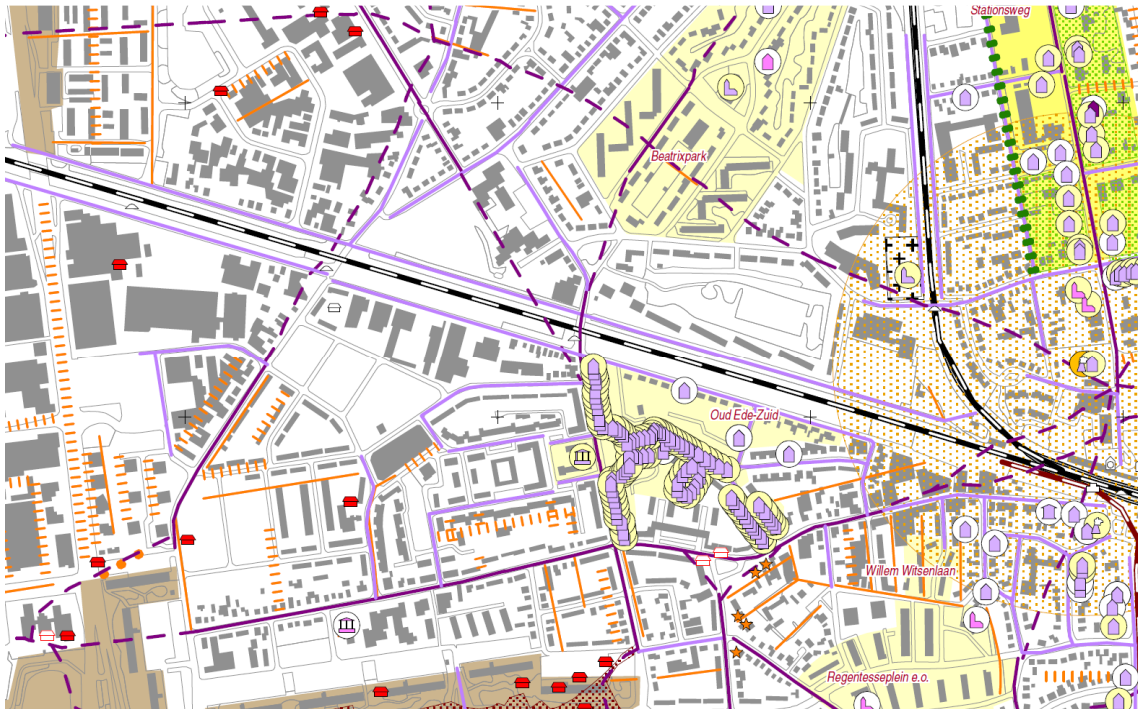 Stationsweg
Beatrixpark
Oud Ede-Zuid
Willem Witsenlaan
Regentesseplein e.o.